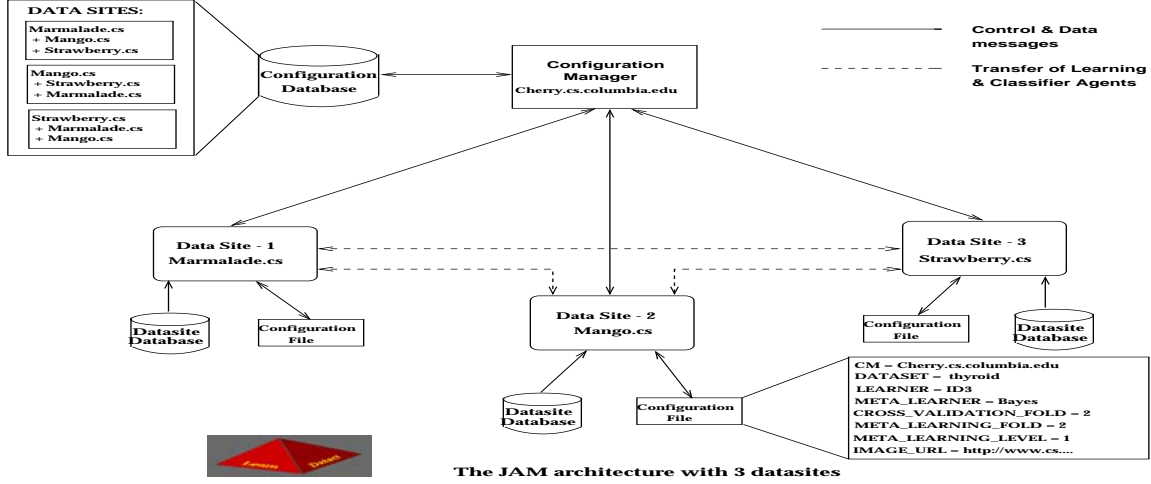 DATA SITES:
Marmalade.cs
+ Mango.cs
+ Strawberry.cs
Mango.cs
+ Strawberry.cs
+ Marmalade.cs
Strawberry.cs
+ Marmalade.cs
+ Mango.cs
Configuration
Database
Configuration
Manager
Cherry.cs.columbia.edu
Control & Data
messages
Transfer of Learning
& Classifier Agents
Data Site - 1
Marmalade.cs
Data Site - 2
Mango.cs
Data Site - 3
Strawberry.cs
Datasite
Database
Configuration
File
Datasite
Database
Configuration
File
Configuration
File
Datasite
Database
CM = Cherry.cs.columbia.edu
DATASET = thyroid
LEARNER = ID3
META_LEARNER = Bayes
CROSS_VALIDATION_FOLD = 2
META_LEARNING_FOLD = 2
META_LEARNING_LEVEL = 1
IMAGE_URL = http://www.cs....
Learn
The JAM architecture with 3 datasites